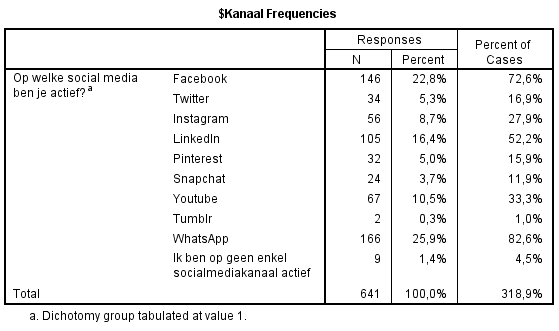 $Kanaal Frequencies
Responses Percent of
N Percent Cases
Op welke social media Facebook 146 22,8% 72,6%
ben je actief? a Twitter 34 5,3% 16,9%
Instagram 56 8,7% 27,9%
LinkedIn 105 16,4% 52,2%
Pinterest 32 5,0% 15,9%
Snapchat 24 3,7% 11,9%
Youtube 67 10,5% 33,3%
Tumblr 2 0,3% 1,0%
WhatsApp 166 25,9% 82,6%
Ik ben op geen enkel 9 1,4% 4,5%
socialmediakanaal actief
Total 641 100,0% 318,9%
a. Dichotomy group tabulated at value 1.